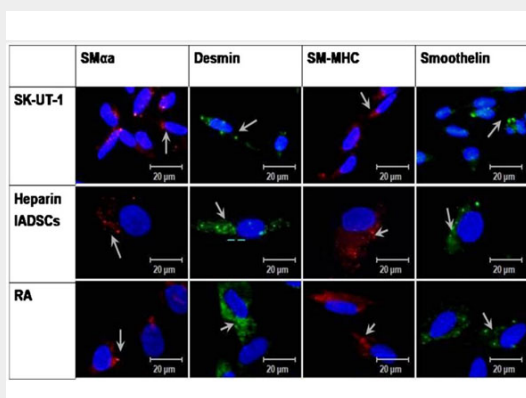 SMαa Desmin SM-MHC Smoothelin
SK-UT-1
20 µm 20 µm 20 µm 20 µm
Heparin
IADSCs
20 µm 20 µm 20 µm 20 µm
RA
20 µm 20 µm 20 µm 20 µm